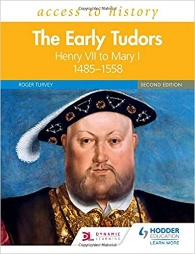 access to history
The Early Tudors
Henry VII to Mary I
1485–1558
SECOND EDITION
ROGER TURVEY
DYNAMIC
LEARNING
HODDER
EDUCATION
LEARN MORE